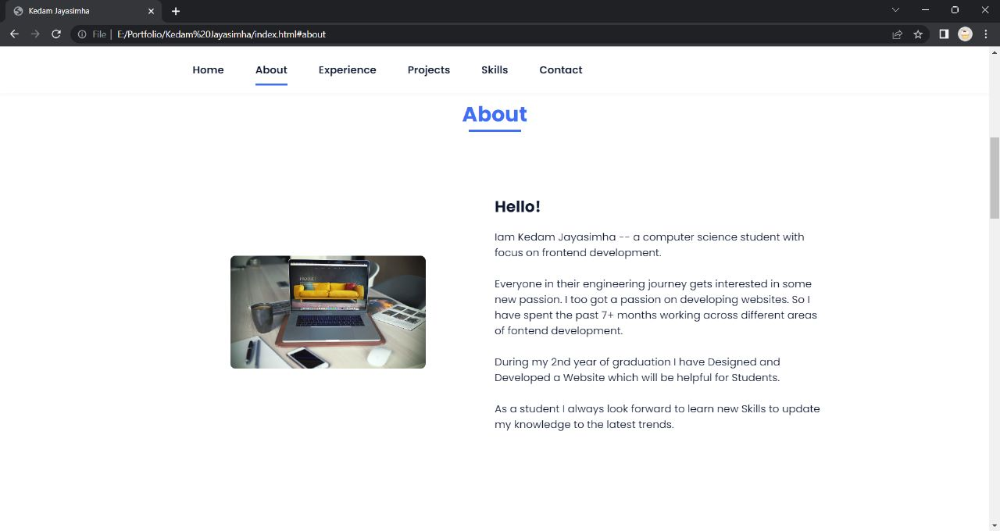 Kedam Jayasimha
File | E:/Portfolio/Kedam%20Jayasimha/index.html#about
Home About Experience Projects Skills Contact
About
Hello!
Iam Kedam Jayasimha -- a computer science student with
focus on frontend development.
Everyone in their engineering journey gets interested in some
new passion. I too got a passion on developing websites. So I
have spent the past 7+ months working across different areas
of fontend development.
During my 2nd year of graduation I have Designed and
Developed a Website which will be helpful for Students.
As a student I always look forward to learn new Skills to update
my knowledge to the latest trends.
PRODUCT